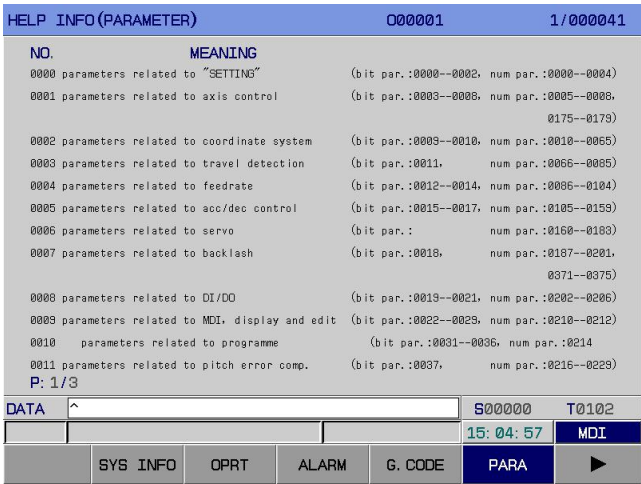 HELP INFO(PARAMETER) O00001 1/000041
NO. MEANING
0000 parameters related to "SETTING" (bit par.:0000--0002, num par.:0000--0004)
0001 parameters related to axis control (bit par.:0003--0008, num par.:0005--0008,
0175--0179)
0002 parameters related to coordinate system (bit par.:0009--0010, num par.:0010--0065)
0003 parameters related to travel detection (bit par.:0011, num par.:0066--0085)
0004 parameters related to feedrate (bit par.:0012--0014, num par.:0086--0104)
0005 parameters related to acc/dec control (bit par.:0015--0017, num par.:0105--0159)
0006 parameters related to servo (bit par.: num par.:0160--0183)
0007 parameters related to backlash (bit par.:0018, num par.:0187--0201,
0371--0375)
0008 parameters related to DI/DO (bit par.:0019--0021, num par.:0202--0206)
0009 parameters related to MDI, display and edit (bit par.:0022--0029, num par.:0210--0212)
0010 parameters related to programme (bit par.:0031--0036, num par.:0214
0011 parameters related to pitch error comp. (bit par.:0037, num par.:0216--0229)
P: 1/3
DATA ^ S00000 T0102
15:04:57 MDI
SYS INFO OPRT ALARM G.CODE PARA ▶